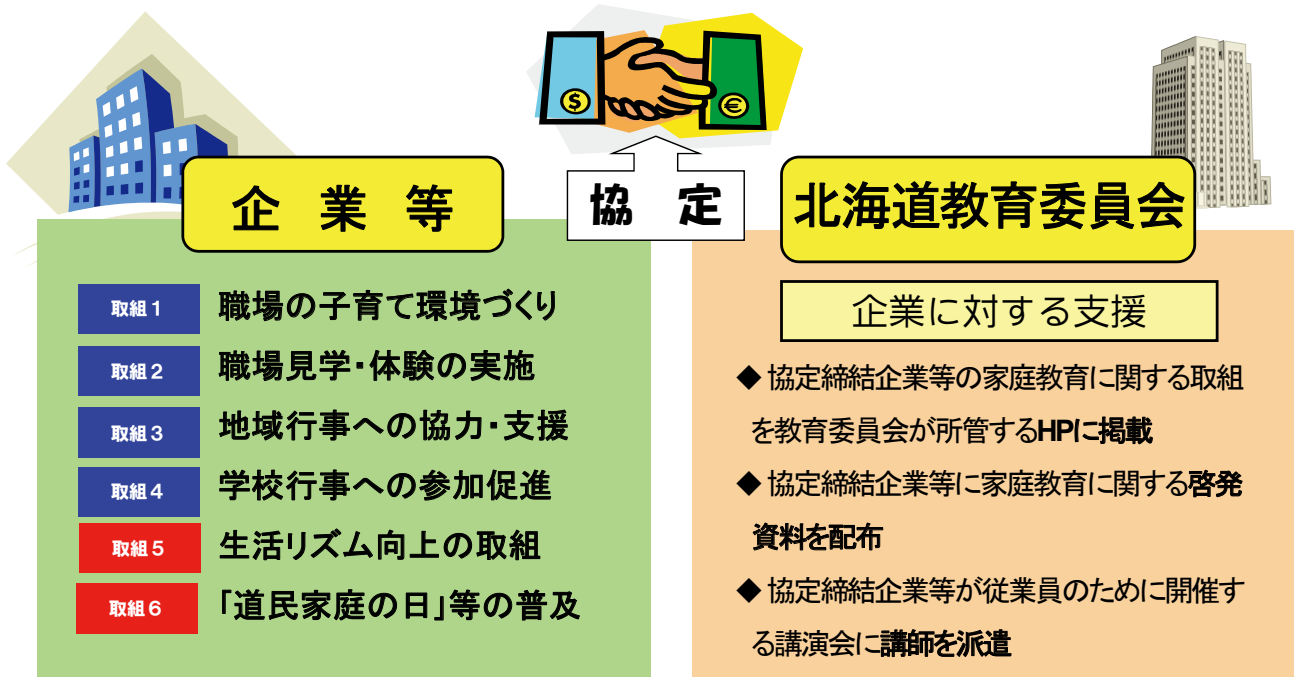 企業等
協定
北海道教育委員会
取組1 職場の子育て環境づくり
取組2 職場見学・体験の実施
取組3 地域行事への協力・支援
取組4 学校行事への参加促進
取組5 生活リズム向上の取組
取組6 「道民家庭の日」等の普及
企業に対する支援
◆ 協定締結企業等の家庭教育に関する取組
を教育委員会が所管するHPに掲載
◆ 協定締結企業等に家庭教育に関する啓発
資料を配布
◆ 協定締結企業等が従業員のために開催す
る講演会に講師を派遣
$
€